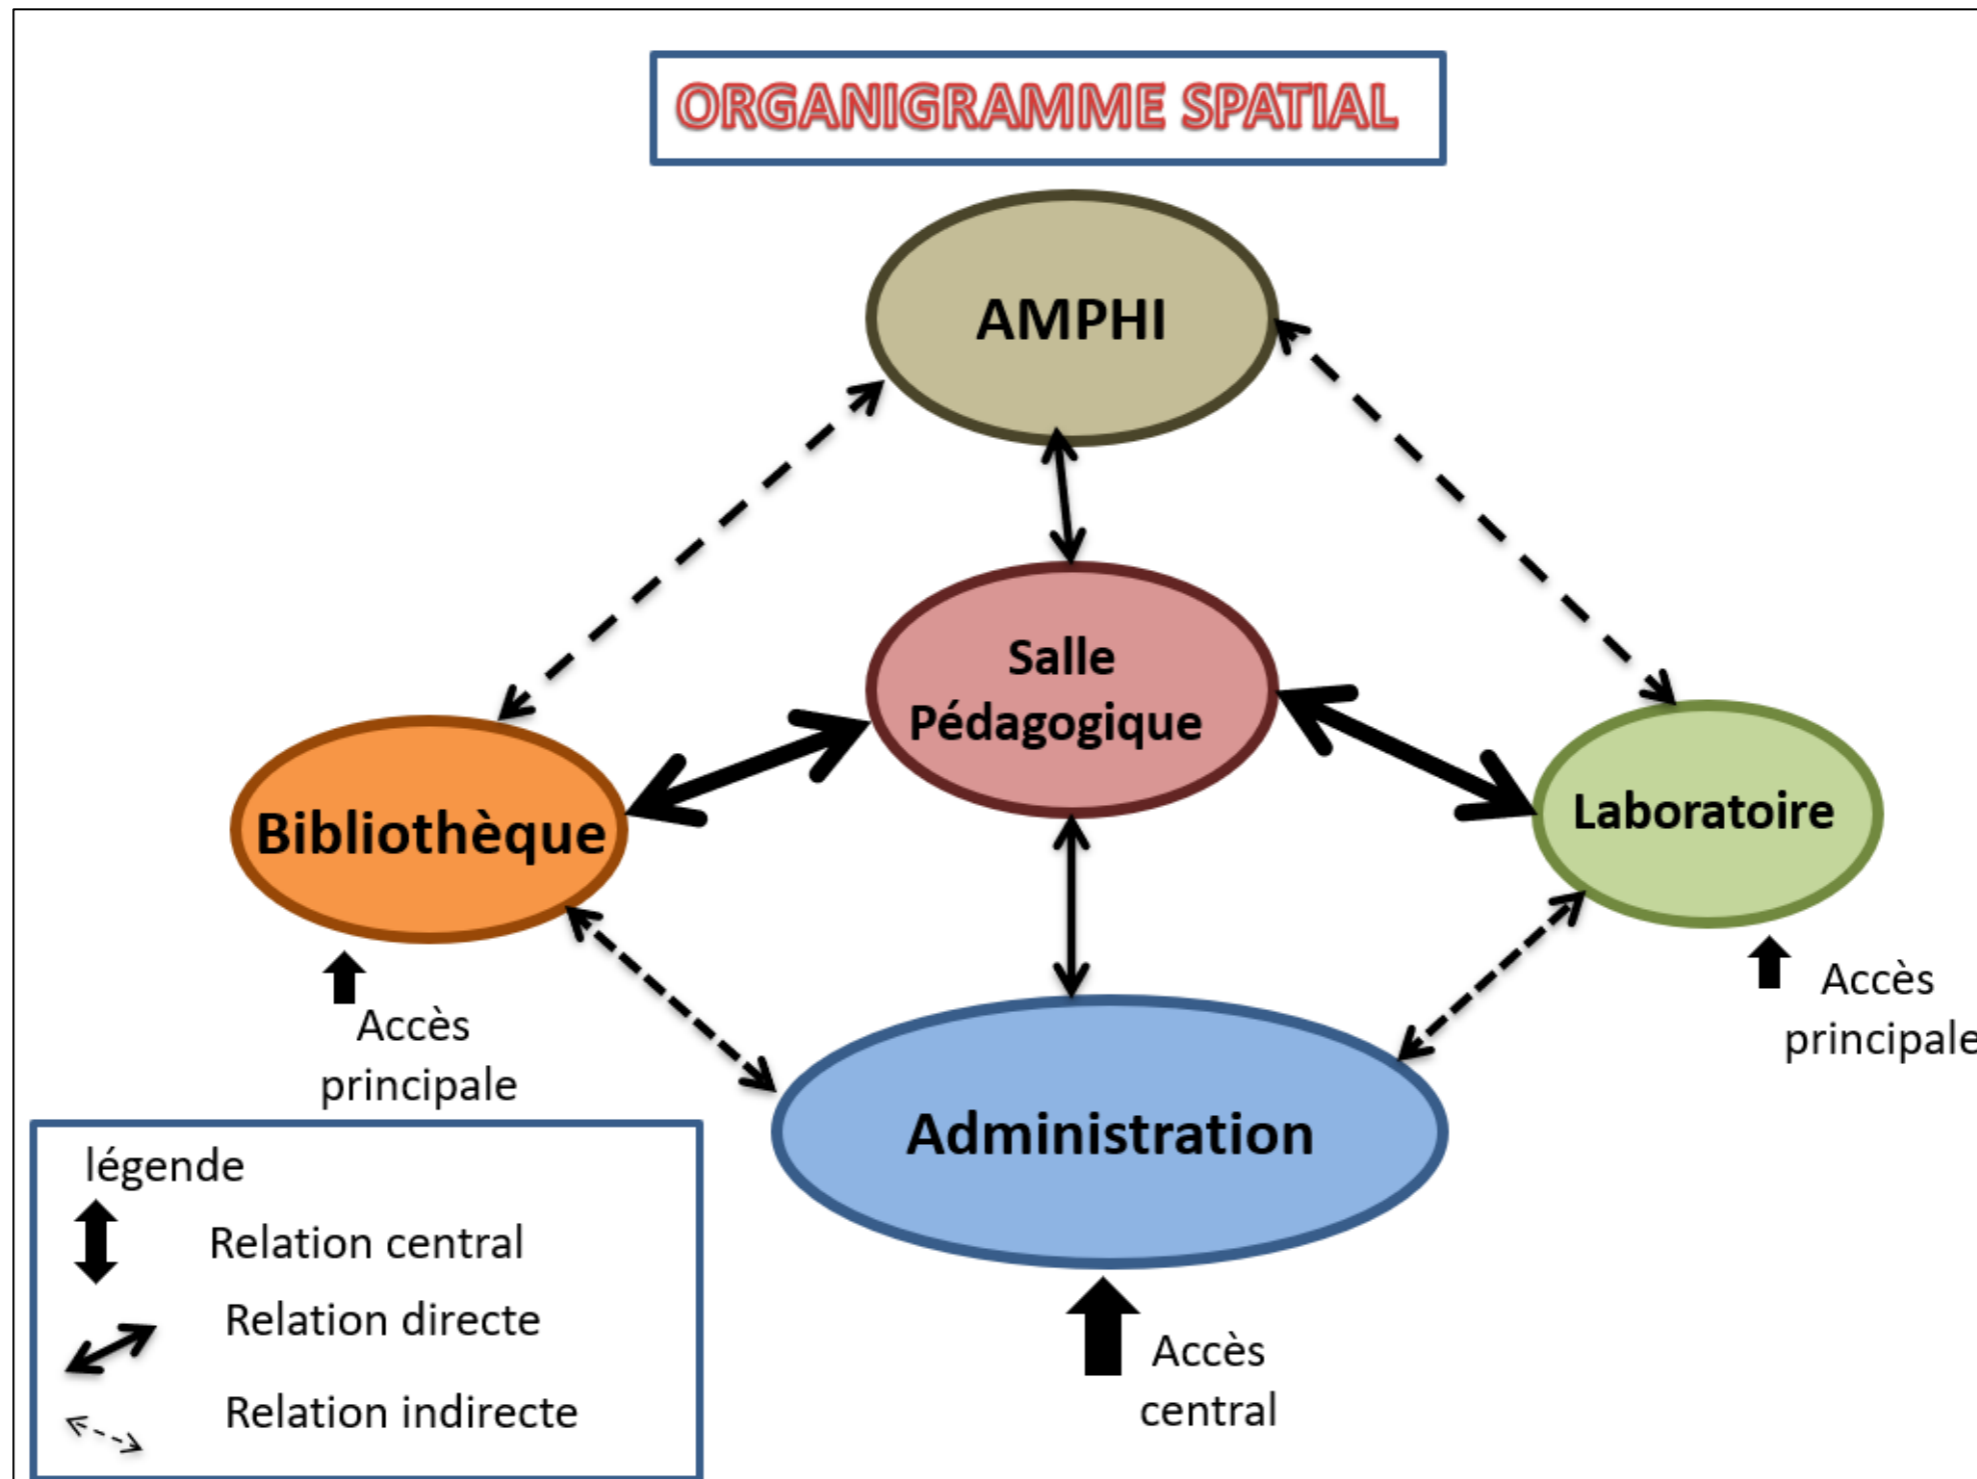 ORGANIGRAMME SPATIAL
AMPHI
Salle
Pédagogique
Bibliothèque
Laboratoire
Accès
principale
Accès
principale
Administration
Accès
central
légende
Relation central
Relation directe
Relation indirecte